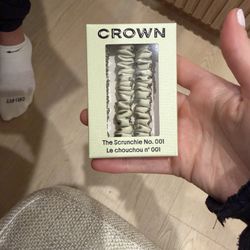 CROWN
The Scrunchie No. 001
Le chouchou n° 001